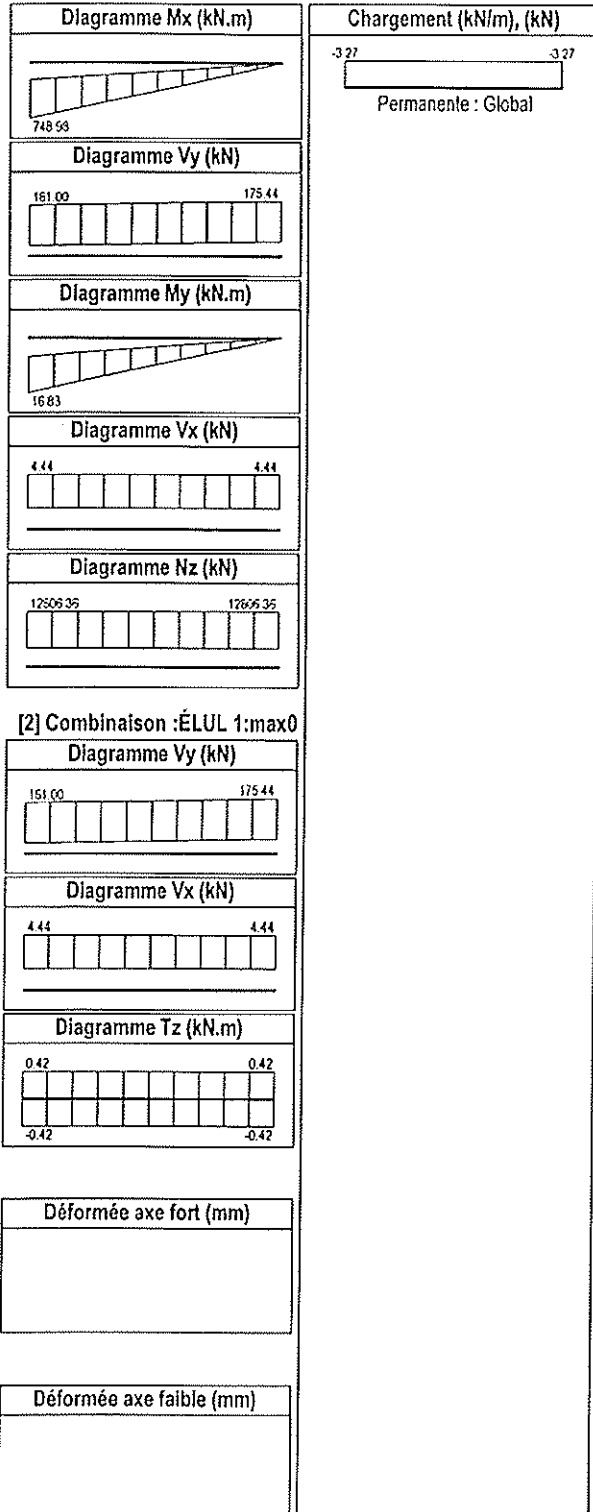 Diagramme Mx (kN.m)
748.98
Diagramme Vy (kN)
161.00 175.44
Diagramme My (kN.m)
16.83
Diagramme Vx (kN)
4.44 4.44
Diagramme Nz (kN)
12806.36 12806.36
[2] Combinaison :ÉLUL 1:max0
Diagramme Vy (kN)
161.00 175.44
Diagramme Vx (kN)
4.44 4.44
Diagramme Tz (kN.m)
0.42 0.42
-0.42 -0.42
Déformée axe fort (mm)
Déformée axe faible (mm)
Chargement (kN/m), (kN)
-3.27 -3.27
Permanente : Global